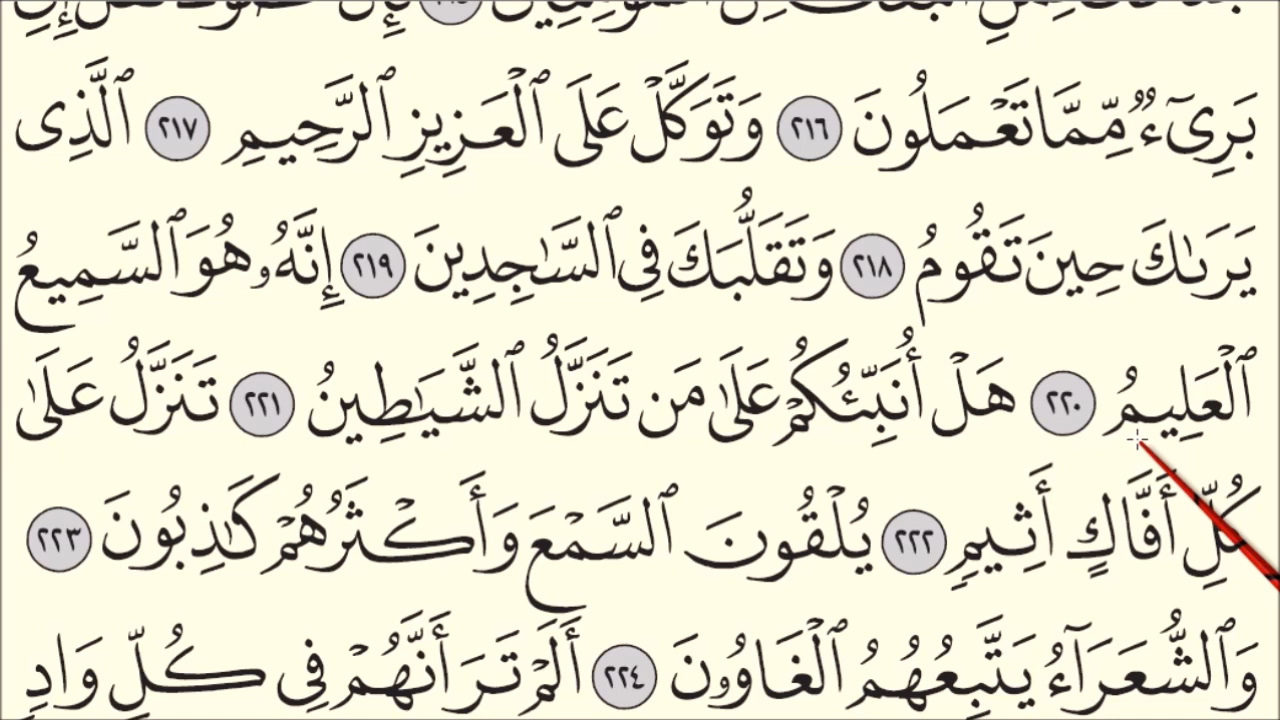 بَرِىٓءٌ مِّمَّا تَعْمَلُونَ ٢١٦ وَتَوَكَّلْ عَلَى ٱلْعَزِيزِ ٱلرَّحِيمِ ٢١٧ ٱلَّذِى
يَرَىٰكَ حِينَ تَقُومُ ٢١٨ وَتَقَلُّبَكَ فِى ٱلسَّٰجِدِينَ ٢١٩ إِنَّهُۥ هُوَ ٱلسَّمِيعُ
ٱلْعَلِيمُ ٢٢٠ هَلْ أُنَبِّئُكُمْ عَلَىٰ مَن تَنَزَّلُ ٱلشَّيَٰطِينُ ٢٢١ تَنَزَّلُ عَلَىٰ
كُلِّ أَفَّاكٍ أَثِيمٍ ٢٢٢ يُلْقُونَ ٱلسَّمْعَ وَأَكْثَرُهُمْ كَٰذِبُونَ ٢٢٣
وَٱلشُّعَرَآءُ يَتَّبِعُهُمُ ٱلْغَاوُۥنَ ٢٢٤ أَلَمْ تَرَ أَنَّهُمْ فِى كُلِّ وَادٍ